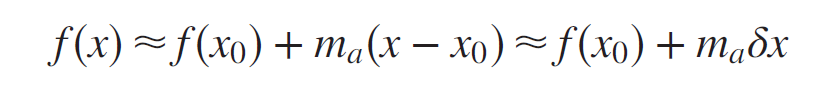 f(x) ≈ f(x₀) + mₐ(x − x₀) ≈ f(x₀) + mₐδx